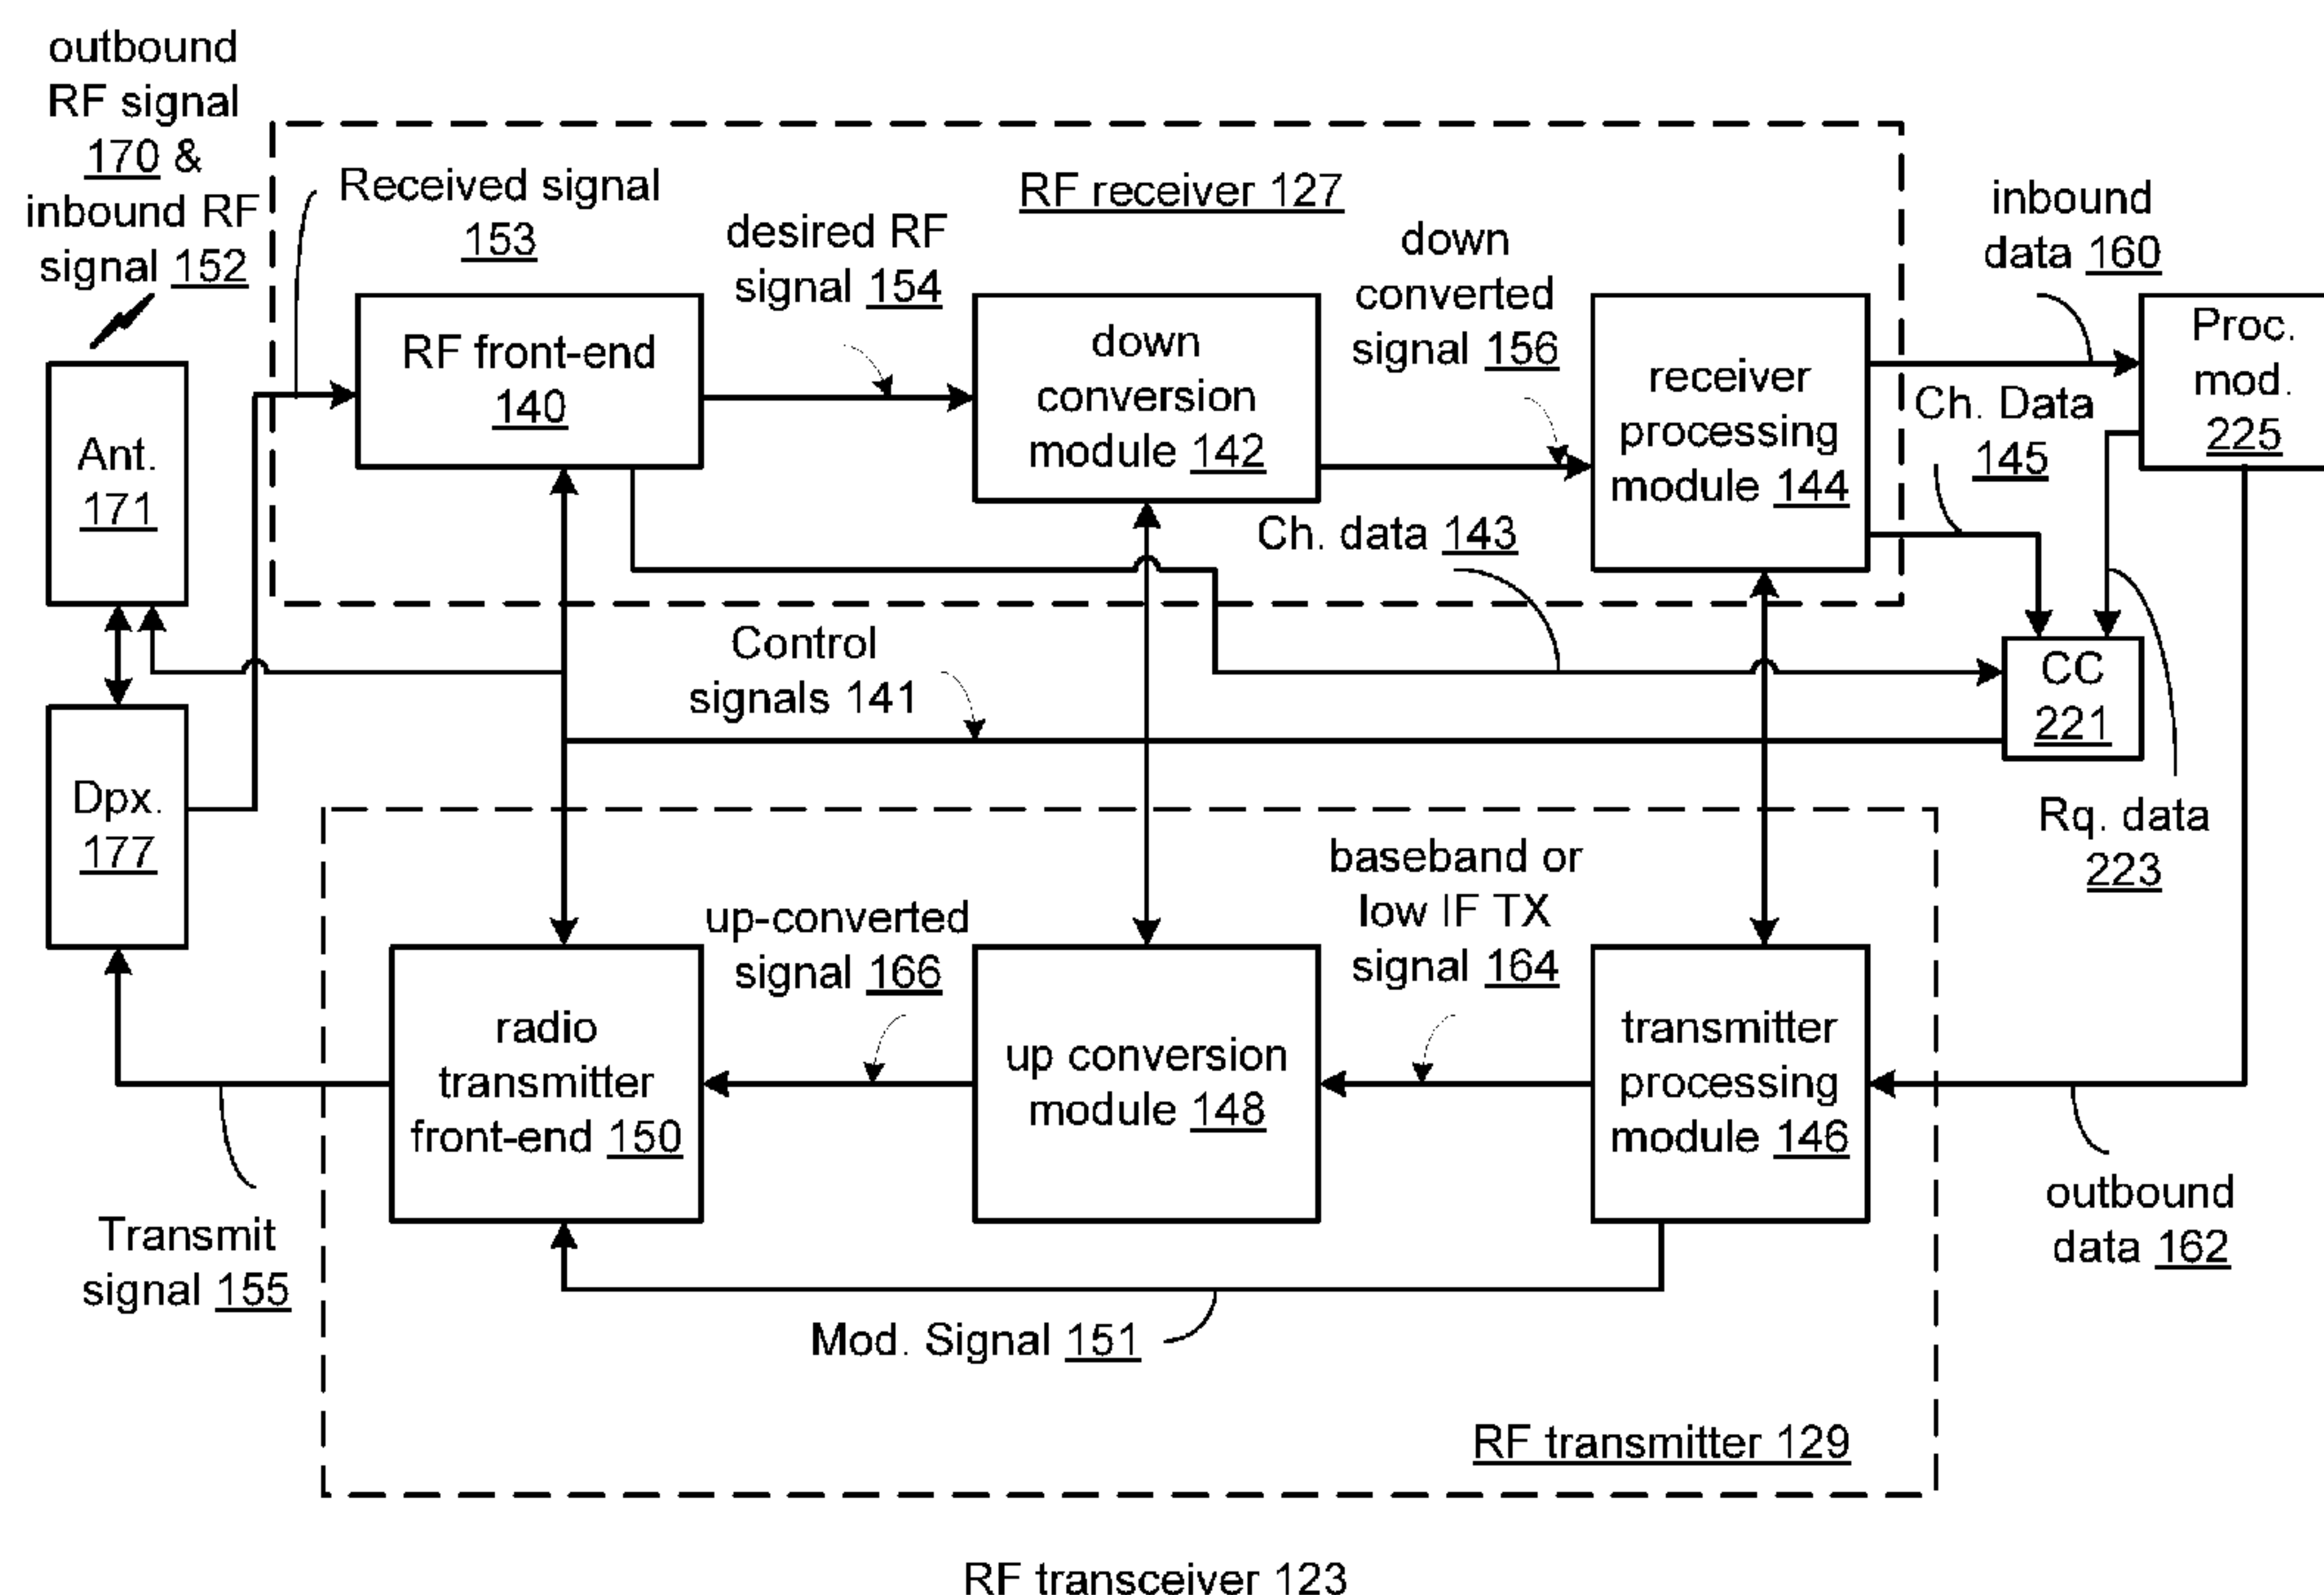 outbound
RF signal
170 &
inbound RF
signal 152
Received signal
153
RF receiver 127
desired RF
signal 154
down
converted
signal 156
inbound
data 160
RF front-end
140
down
conversion
module 142
receiver
processing
module 144
Proc.
mod.
225
Ch. Data
145
Ant.
171
Ch. data 143
Control
signals 141
CC
221
Dpx.
177
Rq. data
223
up-converted
signal 166
baseband or
low IF TX
signal 164
radio
transmitter
front-end 150
up conversion
module 148
transmitter
processing
module 146
outbound
data 162
Transmit
signal 155
Mod. Signal 151
RF transmitter 129
RF transceiver 123